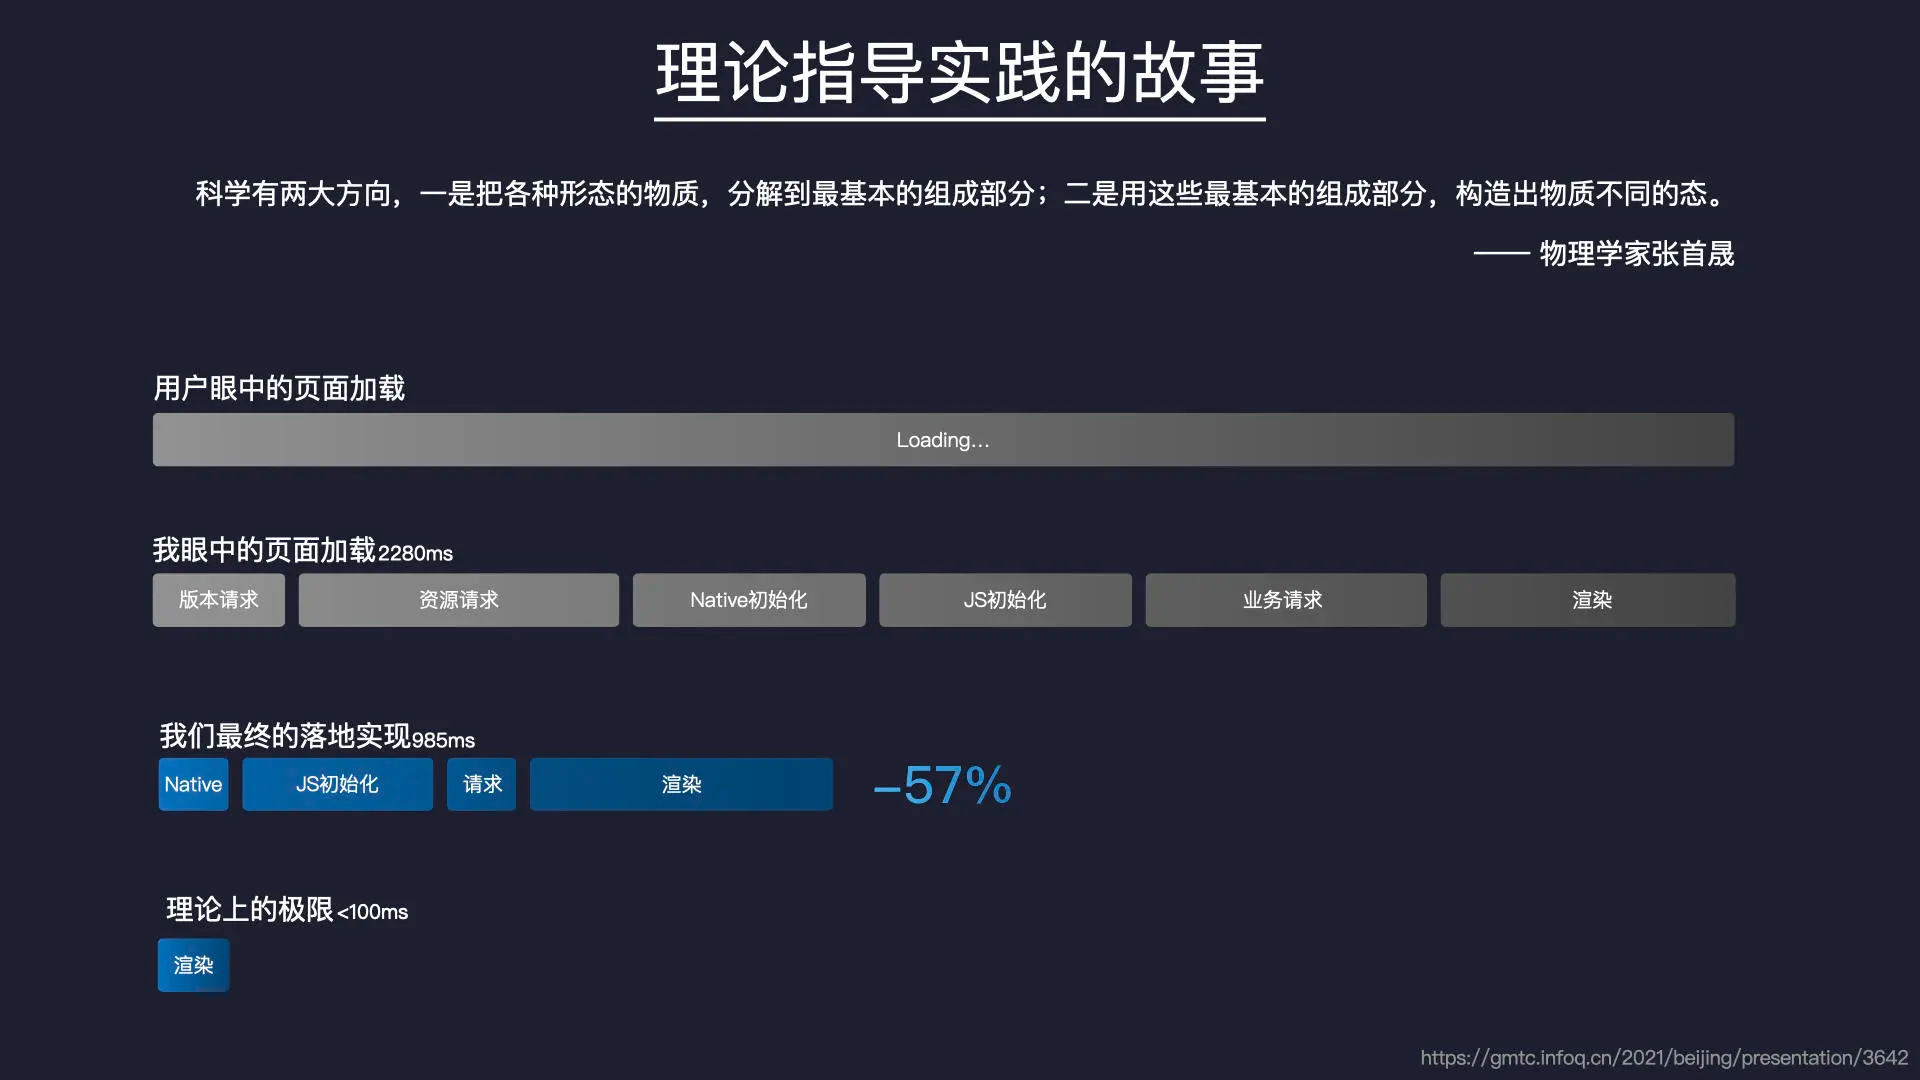 理论指导实践的故事
科学有两大方向，一是把各种形态的物质，分解到最基本的组成部分；二是用这些最基本的组成部分，构造出物质不同的态。
—— 物理学家张首晟
用户眼中的页面加载
Loading...
我眼中的页面加载2280ms
版本请求 资源请求 Native初始化 JS初始化 业务请求 渲染
我们最终的落地实现985ms
Native JS初始化 请求 渲染 -57%
理论上的极限<100ms
渲染
https://gmtc.infoq.cn/2021/beijing/presentation/3642